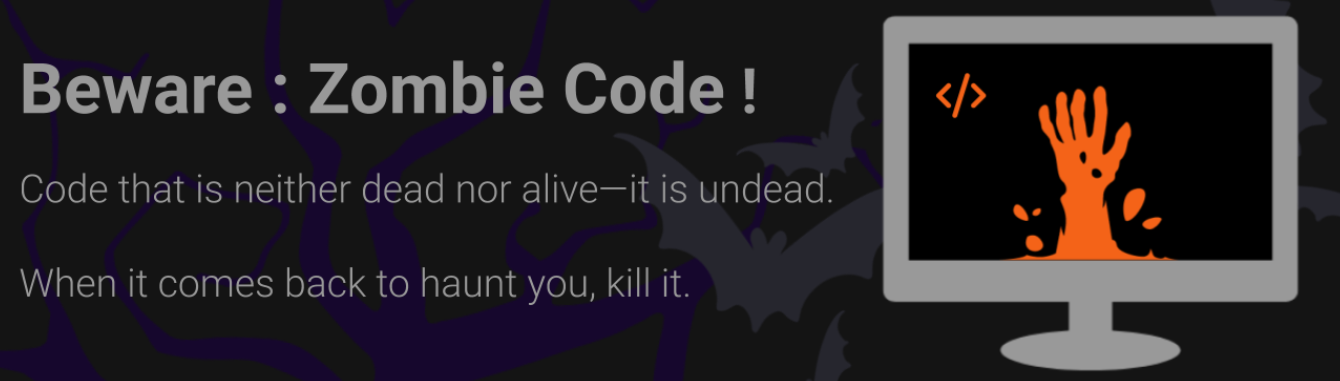 Beware : Zombie Code !
Code that is neither dead nor alive—it is undead.
When it comes back to haunt you, kill it.
</>